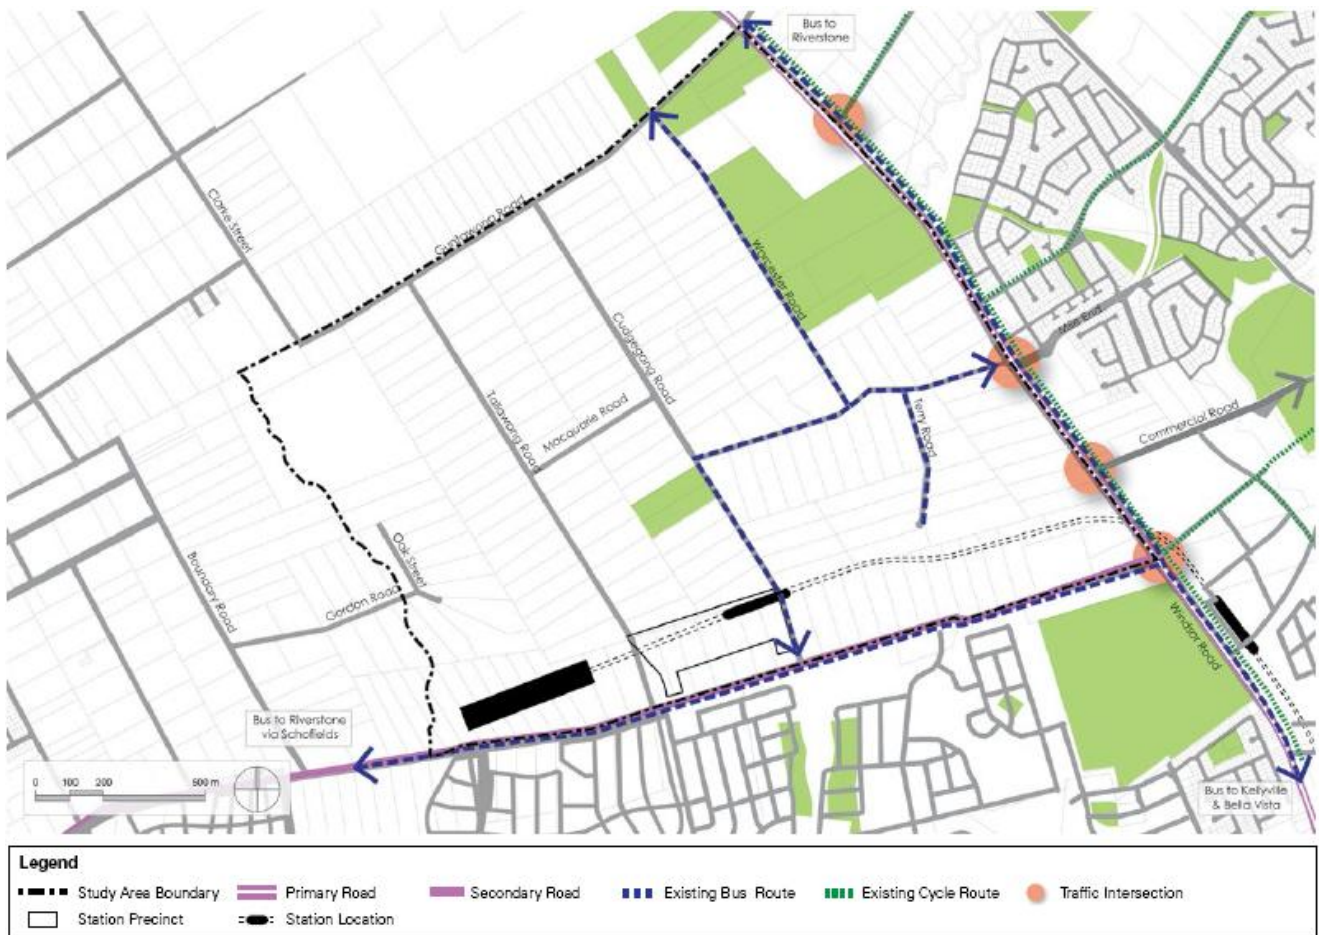 Bus to
Riverstone
Clarke Street
Guntawong Road
Worcester Road
Cudgegong Road
Tallawong Road
Macquarie Road
Mile End
Terry Road
Commercial Road
Oak Street
Gordon Road
Boundary Road
Windsor Road
Bus to Riverstone
via Schofields
0 100 200 500 m
Bus to Kellyville
& Bella Vista
Legend
Study Area Boundary Primary Road Secondary Road Existing Bus Route Existing Cycle Route Traffic Intersection
Station Precinct Station Location